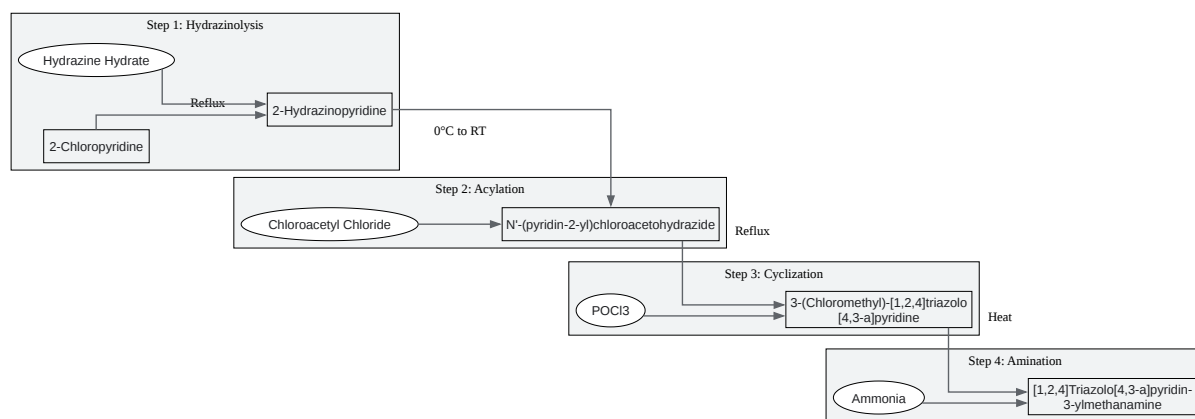 Step 1: Hydrazinolysis
Hydrazine Hydrate
Reflux
2-Hydrazinopyridine
2-Chloropyridine
0°C to RT
Step 2: Acylation
Chloroacetyl Chloride
N'-(pyridin-2-yl)chloroacetohydrazide
Reflux
Step 3: Cyclization
POCl3
3-(Chloromethyl)-[1,2,4]triazolo
[4,3-a]pyridine
Heat
Step 4: Amination
Ammonia
[1,2,4]Triazolo[4,3-a]pyridin-
3-ylmethanamine